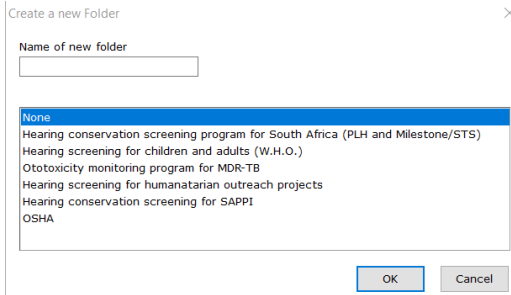 Create a new Folder
Name of new folder
None
Hearing conservation screening program for South Africa (PLH and Milestone/STS)
Hearing screening for children and adults (W.H.O.)
Ototoxicity monitoring program for MDR-TB
Hearing screening for humanatarian outreach projects
Hearing conservation screening for SAPPI
OSHA
OK Cancel